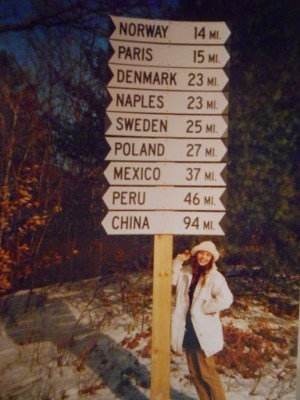 NORWAY 14 MI.
PARIS 15 MI.
DENMARK 23 MI.
NAPLES 23 MI.
SWEDEN 25 MI.
POLAND 27 MI.
MEXICO 37 MI.
PERU 46 MI.
CHINA 94 MI.